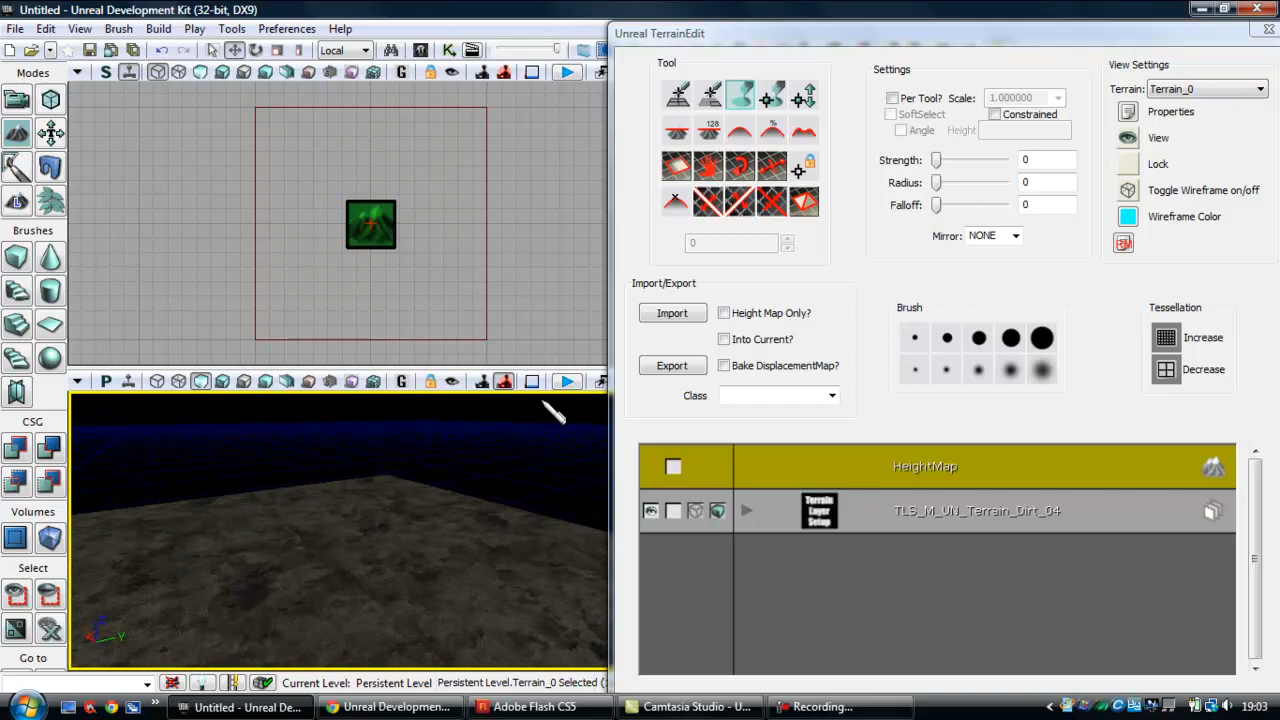 Untitled - Unreal Development Kit (32-bit, DX9)
File Edit View Brush Build Play Tools Preferences Help
Local
G
Modes
Brushes
CSG
Volumes
Select
Go to
P
G
Unreal TerrainEdit
Tool
128
%
0
Settings
Per Tool? Scale: 1.000000
SoftSelect Constrained
Angle Height
Strength: 0
Radius: 0
Falloff: 0
Mirror: NONE
View Settings
Terrain: Terrain_0
Properties
View
Lock
Toggle Wireframe on/off
Wireframe Color
Import/Export
Import Height Map Only?
Into Current?
Export Bake DisplacementMap?
Class
Brush
Tessellation
Increase
Decrease
HeightMap
Terrain
Layer
Setup
TLS_M_UN_Terrain_Dirt_04
Z
Y
Current Level: Persistent Level Persistent Level.Terrain_0 Selected (
Untitled - Unreal De... Unreal Developmen... Adobe Flash CS5 Camtasia Studio - U... Recording... 19:03